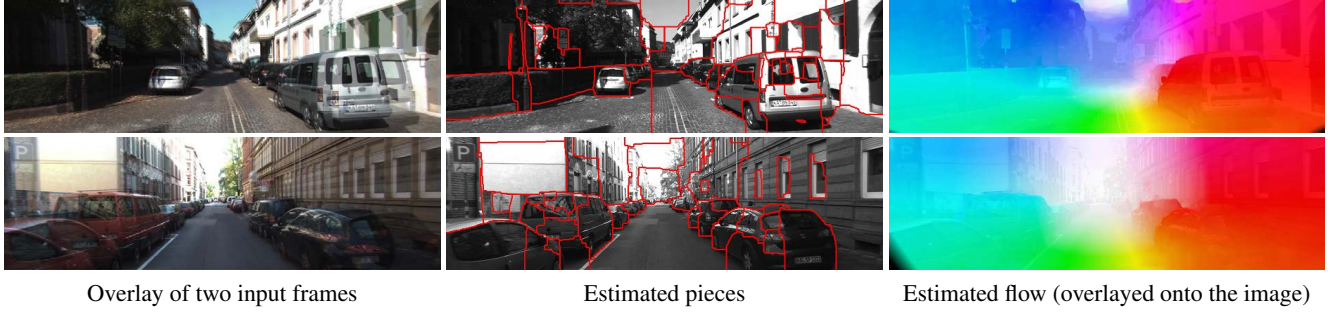 P
Overlay of two input frames
Estimated pieces
Estimated flow (overlayed onto the image)